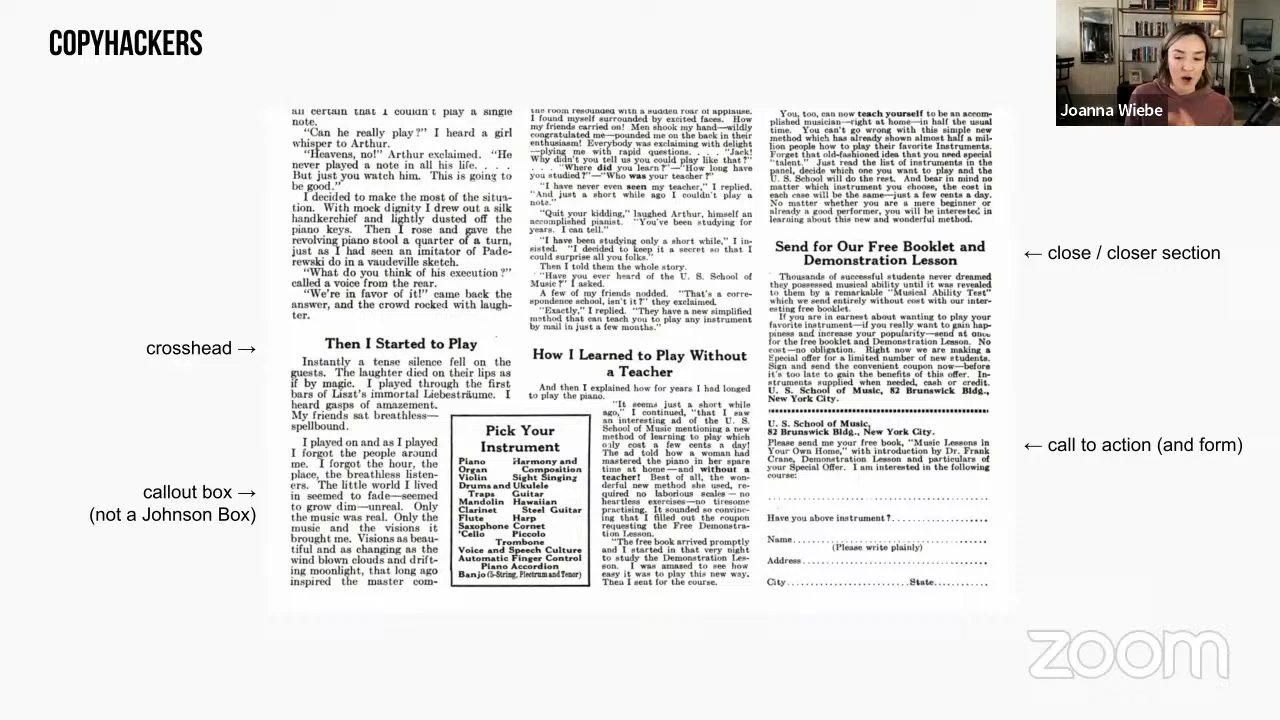 COPYHACKERS
Joanna Wiebe
all certain that I couldn't play a single
note.
"Can he really play?" I heard a girl
whisper to Arthur.
"Heavens, no!" Arthur exclaimed. "He
never played a note in all his life. . . .
But just you watch him. This is going to
be good."
I decided to make the most of the situa-
tion. With mock dignity I drew out a silk
handkerchief and lightly dusted off the
piano keys. Then I rose and gave the
revolving piano stool a quarter of a turn,
just as I had seen an imitator of Pade-
rewski do in a vaudeville sketch.
"What do you think of his execution?"
called a voice from the rear.
"We're in favor of it!" came back the
answer, and the crowd rocked with laugh-
ter.
crosshead →
Then I Started to Play
Instantly a tense silence fell on the
guests. The laughter died on their lips as
if by magic. I played through the first
bars of Liszt's immortal Liebesträume. I
heard gasps of amazement.
My friends sat breathless—
spellbound.
callout box →
(not a Johnson Box)
I played on and as I played
I forgot the people around
me. I forgot the hour, the
place, the breathless listen-
ers. The little world I lived
in seemed to fade—seemed
to grow dim—unreal. Only
the music was real. Only the
music and the visions it
brought me. Visions as beau-
tiful and as changing as the
wind blown clouds and drift-
ing moonlight, that long ago
inspired the master com-
Pick Your
Instrument
Piano Harmony and
Organ Composition
Violin Sight Singing
Drums and Ukulele
Traps Guitar
Mandolin Hawaiian
Clarinet Steel Guitar
Flute Harp
Saxophone Cornet
'Cello Piccolo
Trombone
Voice and Speech Culture
Automatic Finger Control
Piano Accordion
Banjo (5-String, Plectrum and Tenor)
the room resounded with a sudden roar of applause.
I found myself surrounded by excited faces. How
my friends carried on! Men shook my hand—wildly
congratulated me—pounded me on the back in their
enthusiasm! Everybody was exclaiming with delight
—plying me with rapid questions. . . . "Jack!
Why didn't you tell us you could play like that?"
. . . . "Where did you learn?"—"How long have
you studied?"—"Who was your teacher?"
"I have never even seen my teacher," I replied.
"And just a short while ago I couldn't play a
note."
"Quit your kidding," laughed Arthur, himself an
accomplished pianist. "You've been studying for
years. I can tell."
"I have been studying only a short while," I in-
sisted. "I decided to keep it a secret so that I
could surprise all you folks."
Then I told them the whole story.
"Have you ever heard of the U. S. School of
Music?" I asked.
A few of my friends nodded. "That's a corre-
spondence school, isn't it?" they exclaimed.
"Exactly," I replied. "They have a new simplified
method that can teach you to play any instrument
by mail in just a few months."
How I Learned to Play Without
a Teacher
And then I explained how for years I had longed
to play the piano.
"It seems just a short while
ago," I continued, "that I saw
an interesting ad of the U. S.
School of Music mentioning a new
method of learning to play which
only cost a few cents a day!
The ad told how a woman had
mastered the piano in her spare
time at home—and without a
teacher! Best of all, the won-
derful new method she used, re-
quired no laborious scales—no
heartless exercises—no tiresome
practising. It sounded so convinc-
ing that I filled out the coupon
requesting the Free Demonstra-
tion Lesson.
"The free book arrived promptly
and I started in that very night
to study the Demonstration Les-
son. I was amazed to see how
easy it was to play this new way.
Then I sent for the course.
You, too, can now teach yourself to be an accom-
plished musician—right at home—in half the usual
time. You can't go wrong with this simple new
method which has already shown almost half a mil-
lion people how to play their favorite instruments.
Forget that old-fashioned idea that you need special
"talent." Just read the list of instruments in the
panel, decide which one you want to play and the
U. S. School will do the rest. And bear in mind no
matter which instrument you choose, the cost in
each case will be the same—just a few cents a day.
No matter whether you are a mere beginner or
already a good performer, you will be interested in
learning about this new and wonderful method.
Send for Our Free Booklet and
Demonstration Lesson
← close / closer section
Thousands of successful students never dreamed
they possessed musical ability until it was revealed
to them by a remarkable "Musical Ability Test"
which we send entirely without cost with our inter-
esting free booklet.
If you are in earnest about wanting to play your
favorite instrument—if you really want to gain hap-
piness and increase your popularity—send at once
for the free booklet and Demonstration Lesson. No
cost—no obligation. Right now we are making a
Special offer for a limited number of new students.
Sign and send the convenient coupon now—before
it's too late to gain the benefits of this offer. In-
struments supplied when needed, cash or credit.
U. S. School of Music, 82 Brunswick Bldg.,
New York City.
U. S. School of Music,
82 Brunswick Bldg., New York City.
← call to action (and form)
Please send me your free book, "Music Lessons in
Your Own Home," with introduction by Dr. Frank
Crane, Demonstration Lesson and particulars of
your Special Offer. I am interested in the following
course:
Have you above instrument?
Name
(Please write plainly)
Address
City State
zoom